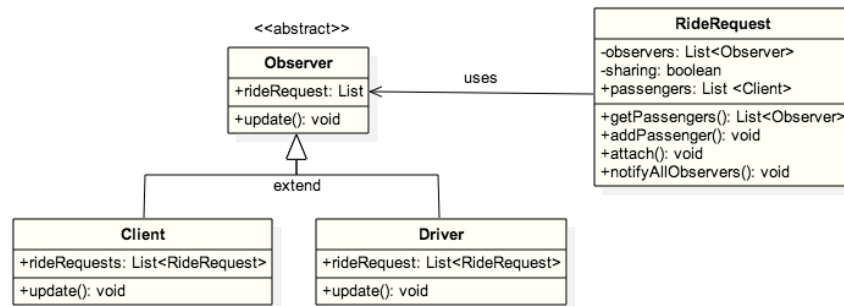 <<abstract>>
Observer
+rideRequest: List
+update(): void
uses
RideRequest
-observers: List<Observer>
-sharing: boolean
+passengers: List <Client>
+getPassengers(): List<Observer>
+addPassenger(): void
+attach(): void
+notifyAllObservers(): void
extend
Client
+rideRequests: List<RideRequest>
+update(): void
Driver
+rideRequest: List<RideRequest>
+update(): void